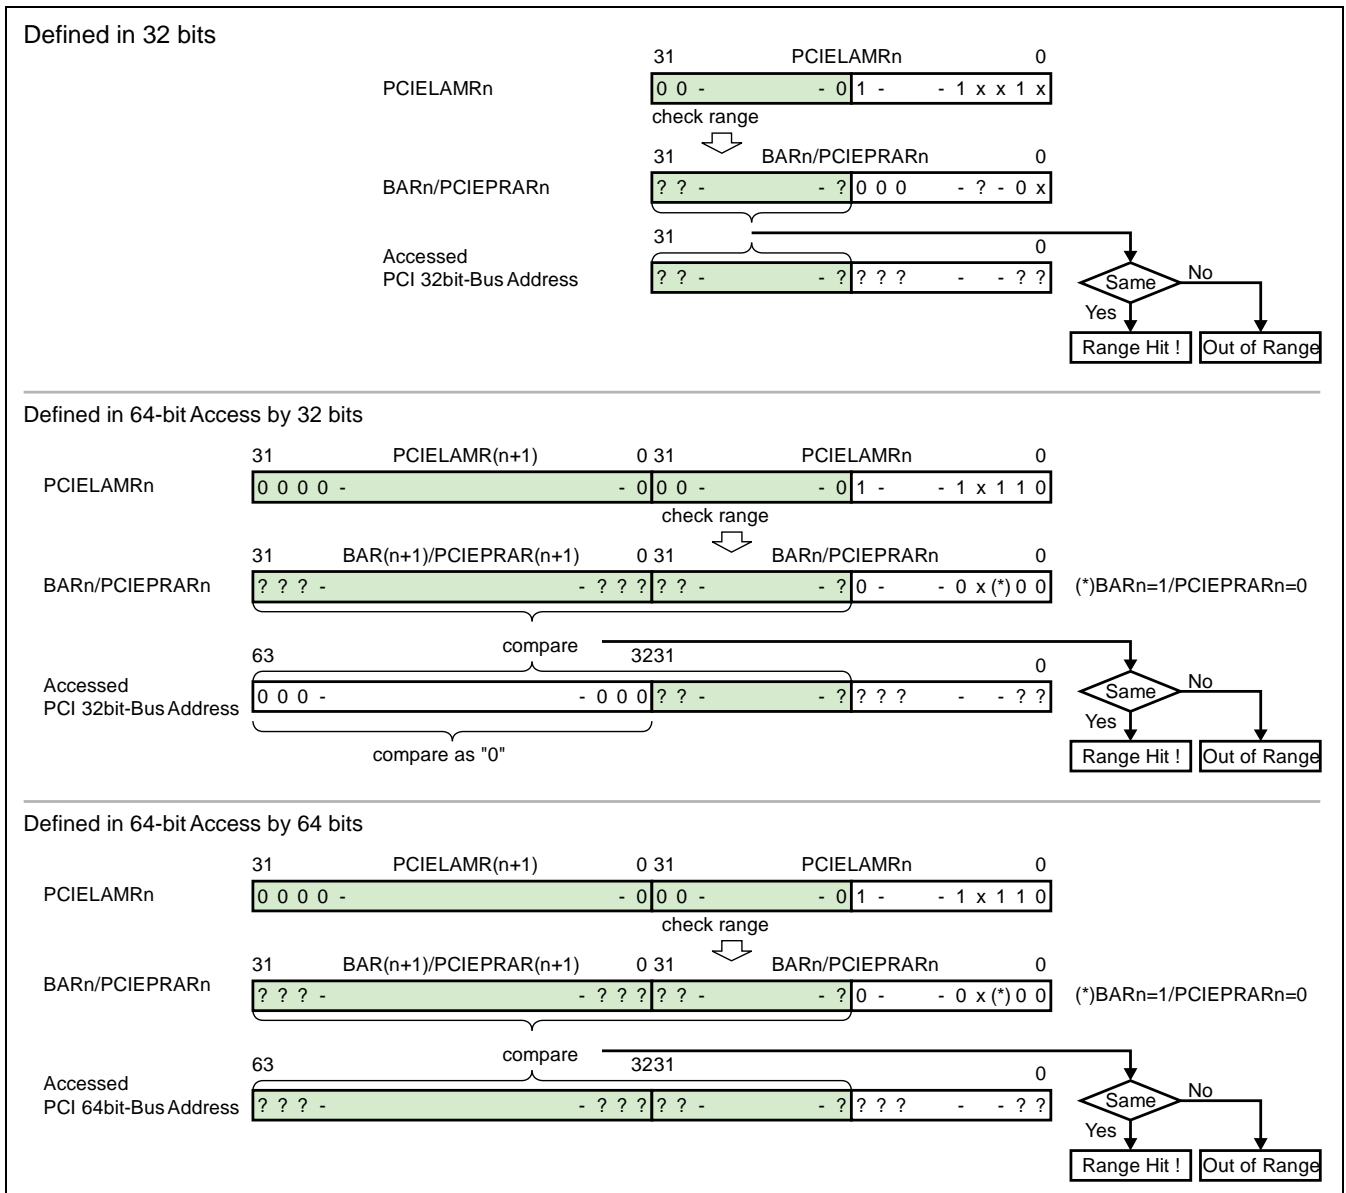 Defined in 32 bits
31 PCIELAMRn 0
PCIELAMRn 0 0 - - 0 1 - - 1 x x 1 x
check range
31 BARn/PCIEPRARn 0
BARn/PCIEPRARn ? ? - - ? 0 0 0 - ? - 0 x
31 0
Accessed
PCI 32bit-Bus Address ? ? - - ? ? ? ? - - ? ?
Same No
Yes
Range Hit ! Out of Range
Defined in 64-bit Access by 32 bits
31 PCIELAMR(n+1) 0 31 PCIELAMRn 0
PCIELAMRn 0 0 0 0 - - 0 0 0 - - 0 1 - - 1 x 1 1 0
check range
31 BAR(n+1)/PCIEPRAR(n+1) 0 31 BARn/PCIEPRARn 0
BARn/PCIEPRARn ? ? ? - - ? ? ? ? ? - - ? 0 - - 0 x (*) 0 0 (*)BARn=1/PCIEPRARn=0
compare
63 3231 0
Accessed
PCI 32bit-Bus Address 0 0 0 - - 0 0 0 ? ? - - ? ? ? ? - - ? ?
Same No
Yes
compare as "0"
Range Hit ! Out of Range
Defined in 64-bit Access by 64 bits
31 PCIELAMR(n+1) 0 31 PCIELAMRn 0
PCIELAMRn 0 0 0 0 - - 0 0 0 - - 0 1 - - 1 x 1 1 0
check range
31 BAR(n+1)/PCIEPRAR(n+1) 0 31 BARn/PCIEPRARn 0
BARn/PCIEPRARn ? ? ? - - ? ? ? ? ? - - ? 0 - - 0 x (*) 0 0 (*)BARn=1/PCIEPRARn=0
compare
63 3231 0
Accessed
PCI 64bit-Bus Address ? ? ? - - ? ? ? ? ? - - ? ? ? ? - - ? ?
Same No
Yes
Range Hit ! Out of Range